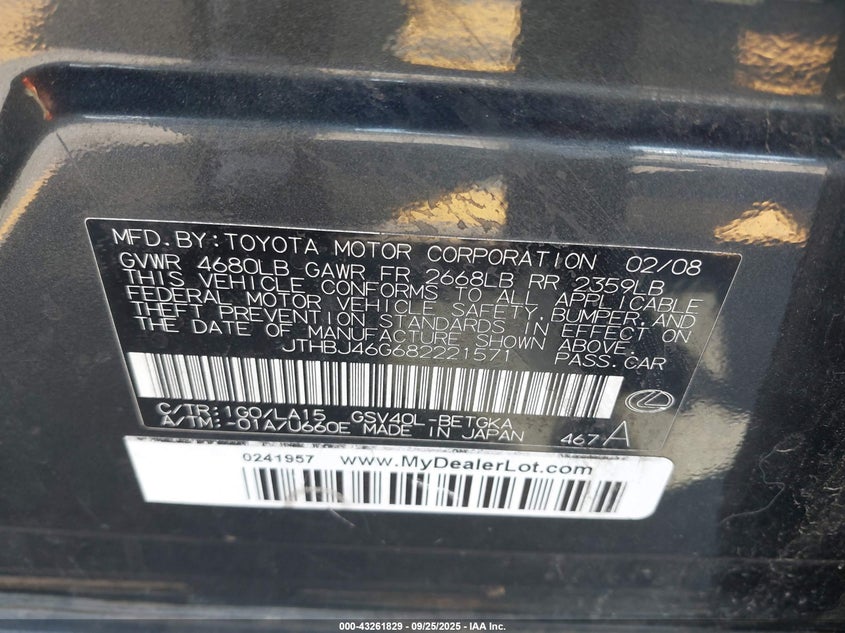 MFD. BY: TOYOTA MOTOR CORPORATION 02/08
GVWR 4680LB GAWR FR 2668LB RR 2359LB
THIS VEHICLE CONFORMS TO ALL APPLICABLE
FEDERAL MOTOR VEHICLE SAFETY, BUMPER, AND
THEFT PREVENTION STANDARDS IN EFFECT ON
THE DATE OF MANUFACTURE SHOWN ABOVE.
JTHBJ46G682221571 PASS. CAR
C/TR: 1G0/LA15 GSV40L-BETGKA
A/TM: -01A/U660E MADE IN JAPAN 467 A
0241957 www.MyDealerLot.com
000-43261829 - 09/25/2025 - IAA Inc.